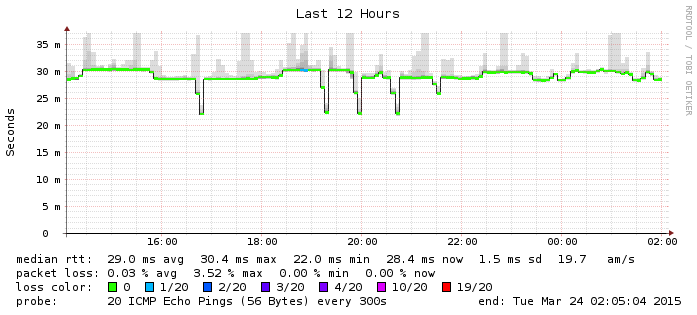 Last 12 Hours
RRDTOOL / TOBI OETIKER
Seconds
35 m
30 m
25 m
20 m
15 m
10 m
5 m
0
16:00 18:00 20:00 22:00 00:00 02:00
median rtt: 29.0 ms avg 30.4 ms max 22.0 ms min 28.4 ms now 1.5 ms sd 19.7 am/s
packet loss: 0.03 % avg 3.52 % max 0.00 % min 0.00 % now
loss color: 0 1/20 2/20 3/20 4/20 10/20 19/20
probe: 20 ICMP Echo Pings (56 Bytes) every 300s end: Tue Mar 24 02:05:04 2015